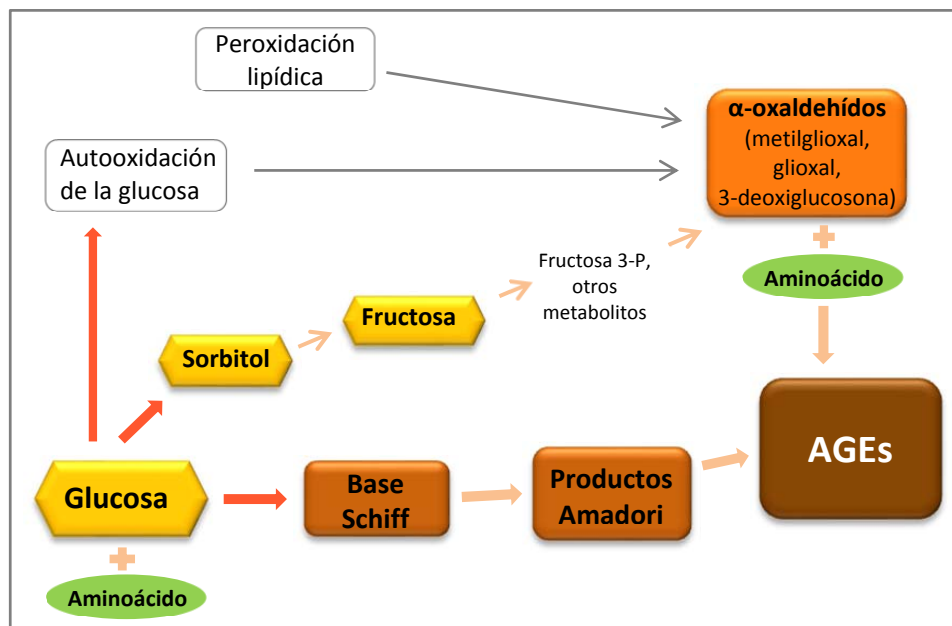 Peroxidación
lipídica
α-oxaldehídos
(metilglioxal,
glioxal,
3-deoxiglucosona)
Autooxidación
de la glucosa
Aminoácido
Fructosa 3-P,
otros
metabolitos
Fructosa
Sorbitol
AGEs
Glucosa
Base
Schiff
Productos
Amadori
Aminoácido